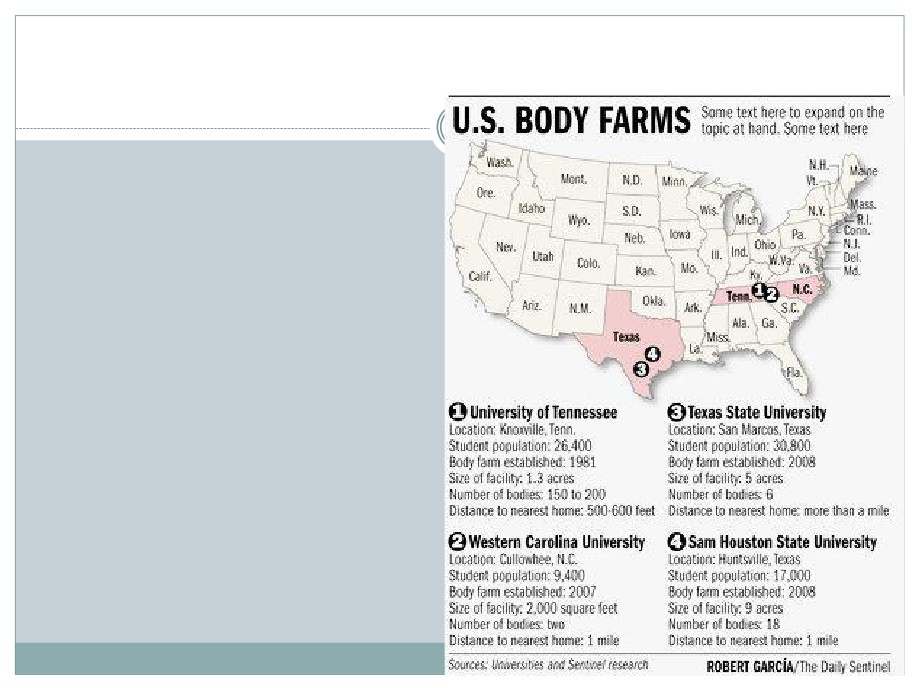 U.S. BODY FARMS
Some text here to expand on the
topic at hand. Some text here
Wash.
Ore.
Idaho
Mont.
N.D.
Minn.
S.D.
Wyo.
Neb.
Iowa
Wis.
Mich.
Nev.
Utah
Colo.
Kan.
Mo.
Ill.
Ind.
Ohio
Calif.
Ariz.
N.M.
Okla.
Ark.
Texas
La.
Miss.
Ala.
Ga.
Fla.
S.C.
N.C.
Tenn.
Ky.
W.Va.
Va.
Pa.
N.Y.
N.H.
Vt.
Maine
Mass.
R.I.
Conn.
N.J.
Del.
Md.
1
2
4
3
1 University of Tennessee
Location: Knoxville, Tenn.
Student population: 26,400
Body farm established: 1981
Size of facility: 1.3 acres
Number of bodies: 150 to 200
Distance to nearest home: 500-600 feet
2 Western Carolina University
Location: Cullowhee, N.C.
Student population: 9,400
Body farm established: 2007
Size of facility: 2,000 square feet
Number of bodies: two
Distance to nearest home: 1 mile
3 Texas State University
Location: San Marcos, Texas
Student population: 30,800
Body farm established: 2008
Size of facility: 5 acres
Number of bodies: 6
Distance to nearest home: more than a mile
4 Sam Houston State University
Location: Huntsville, Texas
Student population: 17,000
Body farm established: 2008
Size of facility: 9 acres
Number of bodies: 18
Distance to nearest home: 1 mile
Sources: Universities and Sentinel research
ROBERT GARCÍA/The Daily Sentinel